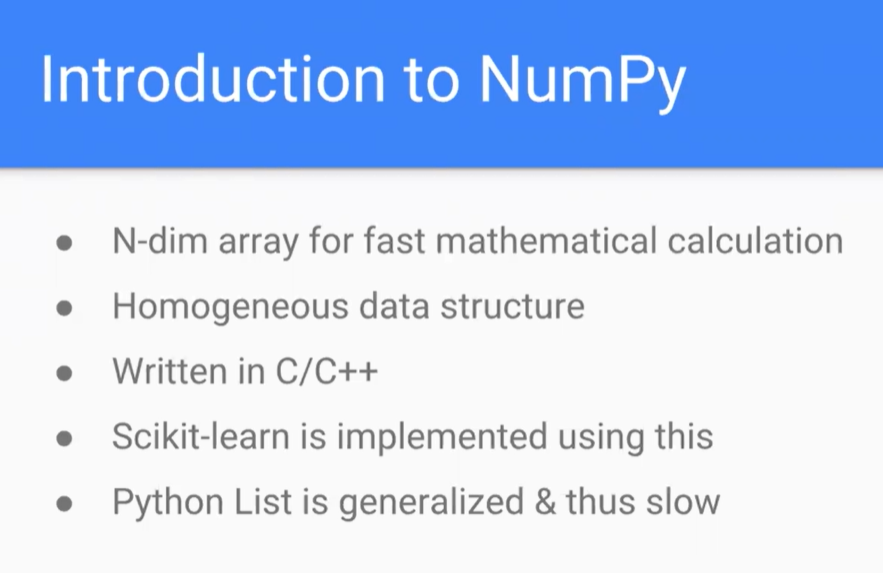 Introduction to NumPy
● N-dim array for fast mathematical calculation
● Homogeneous data structure
● Written in C/C++
● Scikit-learn is implemented using this
● Python List is generalized & thus slow